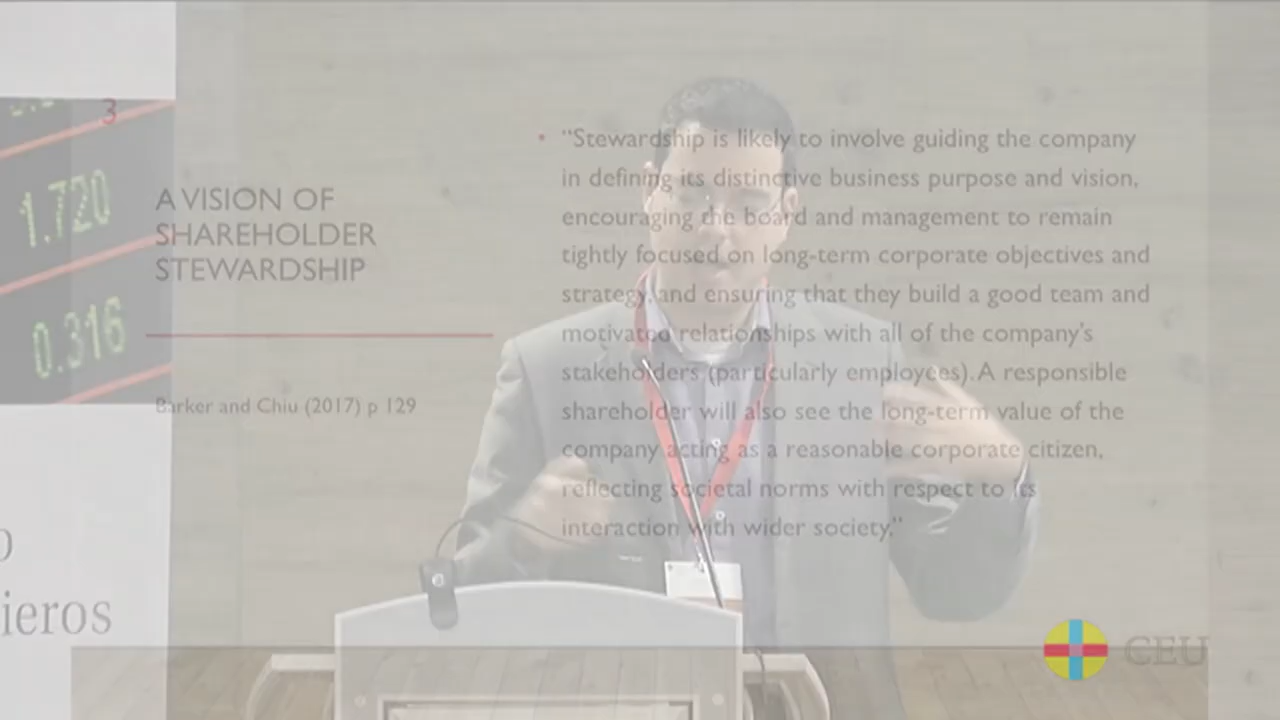 3
1.720
0.316
A VISION OF
SHAREHOLDER
STEWARDSHIP
Barker and Chiu (2017) p 129
• “Stewardship is likely to involve guiding the company
in defining its distinctive business purpose and vision,
encouraging the board and management to remain
tightly focused on long-term corporate objectives and
strategy, and ensuring that they build a good team and
motivated relationships with all of the company’s
stakeholders (particularly employees). A responsible
shareholder will also see the long-term value of the
company acting as a reasonable corporate citizen,
reflecting societal norms with respect to its
interaction with wider society.”
o
ieros
CEU